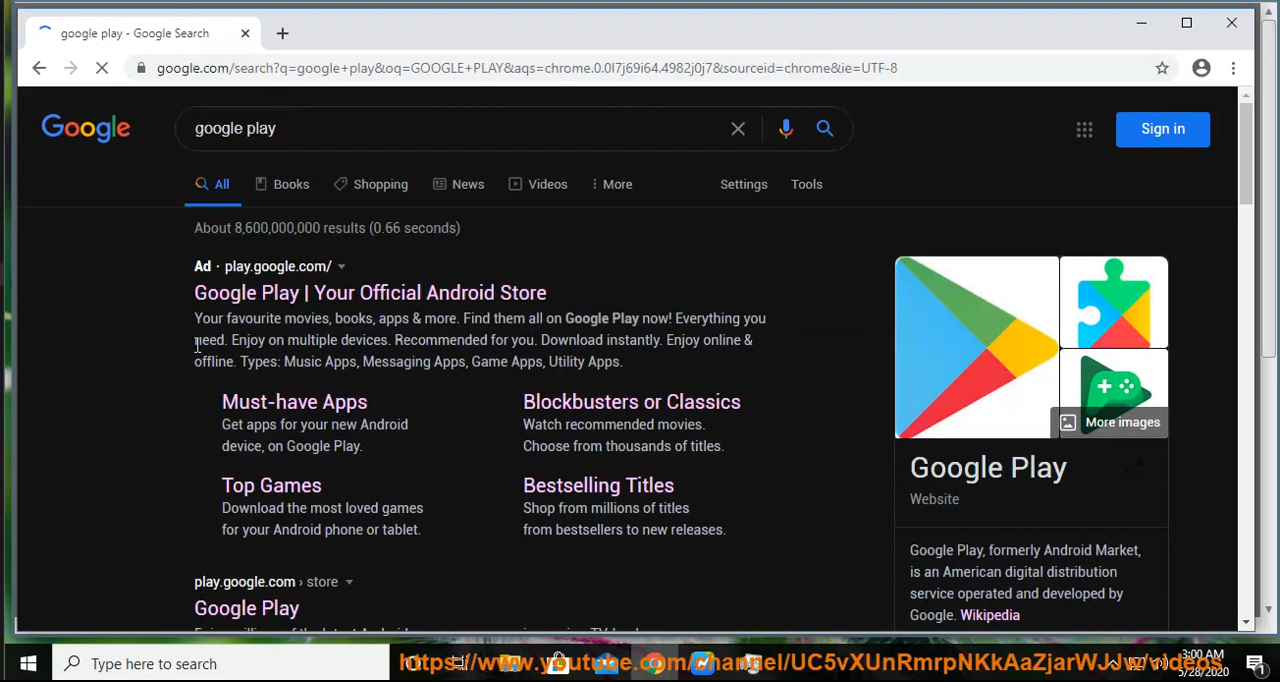 google play - Google Search
google.com/search?q=google+play&oq=GOOGLE+PLAY&aqs=chrome.0.0l7j69i64.4982j0j7&sourceid=chrome&ie=UTF-8
Google
google play
Sign in
All
Books
Shopping
News
Videos
More
Settings
Tools
About 8,600,000,000 results (0.66 seconds)
Ad · play.google.com/
Google Play | Your Official Android Store
Your favourite movies, books, apps & more. Find them all on Google Play now! Everything you
need. Enjoy on multiple devices. Recommended for you. Download instantly. Enjoy online &
offline. Types: Music Apps, Messaging Apps, Game Apps, Utility Apps.
Must-have Apps
Get apps for your new Android
device, on Google Play.
Blockbusters or Classics
Watch recommended movies.
Choose from thousands of titles.
Top Games
Download the most loved games
for your Android phone or tablet.
Bestselling Titles
Shop from millions of titles
from bestsellers to new releases.
play.google.com › store
Google Play
More images
Google Play
Website
Google Play, formerly Android Market,
is an American digital distribution
service operated and developed by
Google. Wikipedia
Type here to search
https://www.youtube.com/channel/UC5vXUnRmrpNKkAaZjarWJJw/videos
3:00 AM
5/28/2020
1